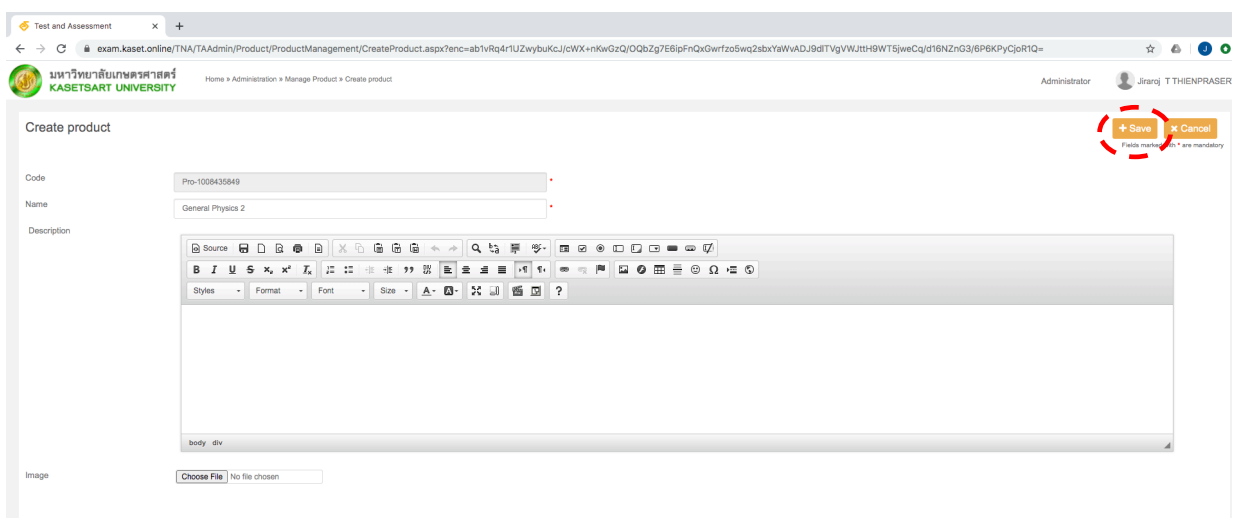 Test and Assessment
exam.kaset.online/TNA/TAAdmin/Product/ProductManagement/CreateProduct.aspx?enc=ab1vRq4r1UZwybuKcJ/cWX+nKwGzQ/OQbZg7E6ipFnQxGwrfzo5wq2sbxYaWvADJ9dITVgVWJttH9WT5jweCq/d16NZnG3/6P6KPyCjoR1Q=
J
มหาวิทยาลัยเกษตรศาสตร์
KASETSART UNIVERSITY
Home » Administration » Manage Product » Create product
Administrator
Jiraroj T THIENPRASER
Create product
+ Save
× Cancel
Fields marked with * are mandatory
Code
Pro-1008435849 *
Name
General Physics 2 *
Description
Source
B I U S x₂ x² Tx
Styles Format Font Size A A ?
body div
Image
Choose File No file chosen